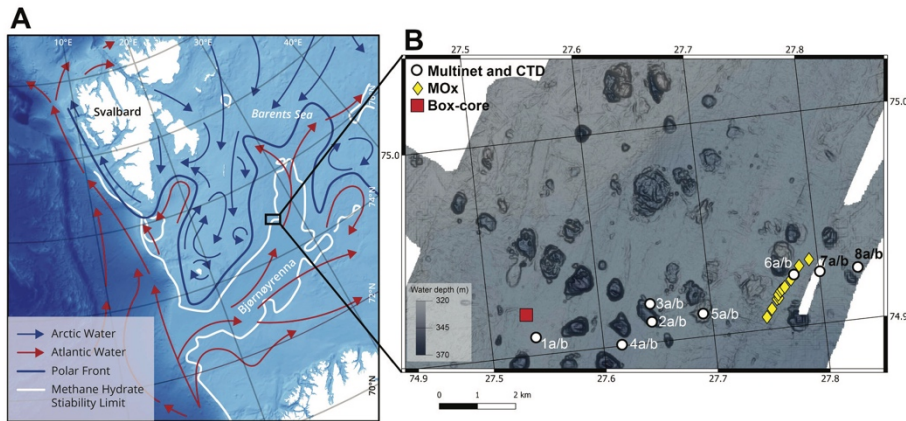 A
B
10°E
20°E
30°E
40°E
76°N
74°N
72°N
70°N
Svalbard
Barents Sea
Bjørnøyrenna
Arctic Water
Atlantic Water
Polar Front
Methane Hydrate
Stiability Limit
27.5
27.6
27.7
27.8
Multinet and CTD
MOx
Box-core
75.0
75.0
Water depth (m)
320
345
370
6a/b
7a/b
8a/b
3a/b
2a/b
5a/b
1a/b
4a/b
74.9
74.9
27.5
27.6
27.7
27.8
0
1
2 km